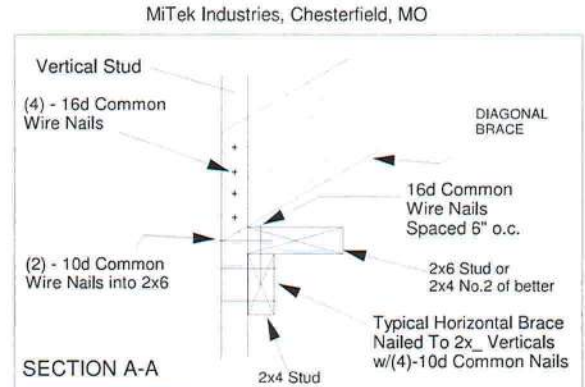 MiTek Industries, Chesterfield, MO
Vertical Stud
(4) - 16d Common
Wire Nails
DIAGONAL
BRACE
16d Common
Wire Nails
Spaced 6" o.c.
(2) - 10d Common
Wire Nails into 2x6
2x6 Stud or
2x4 No.2 of better
Typical Horizontal Brace
Nailed To 2x_ Verticals
w/(4)-10d Common Nails
SECTION A-A
2x4 Stud